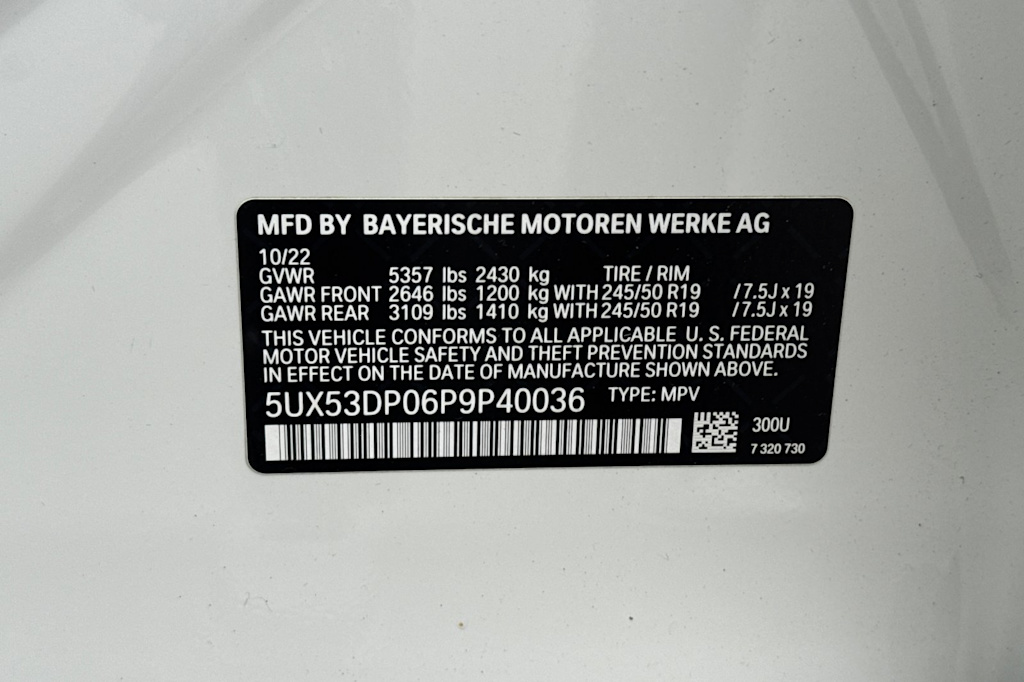 MFD BY BAYERISCHE MOTOREN WERKE AG
10/22
GVWR 5357 lbs 2430 kg TIRE / RIM
GAWR FRONT 2646 lbs 1200 kg WITH 245/50 R19 /7.5J x 19
GAWR REAR 3109 lbs 1410 kg WITH 245/50 R19 /7.5J x 19
THIS VEHICLE CONFORMS TO ALL APPLICABLE U. S. FEDERAL
MOTOR VEHICLE SAFETY AND THEFT PREVENTION STANDARDS
IN EFFECT ON THE DATE OF MANUFACTURE SHOWN ABOVE.
5UX53DP06P9P40036 TYPE: MPV
300U
7 320 730